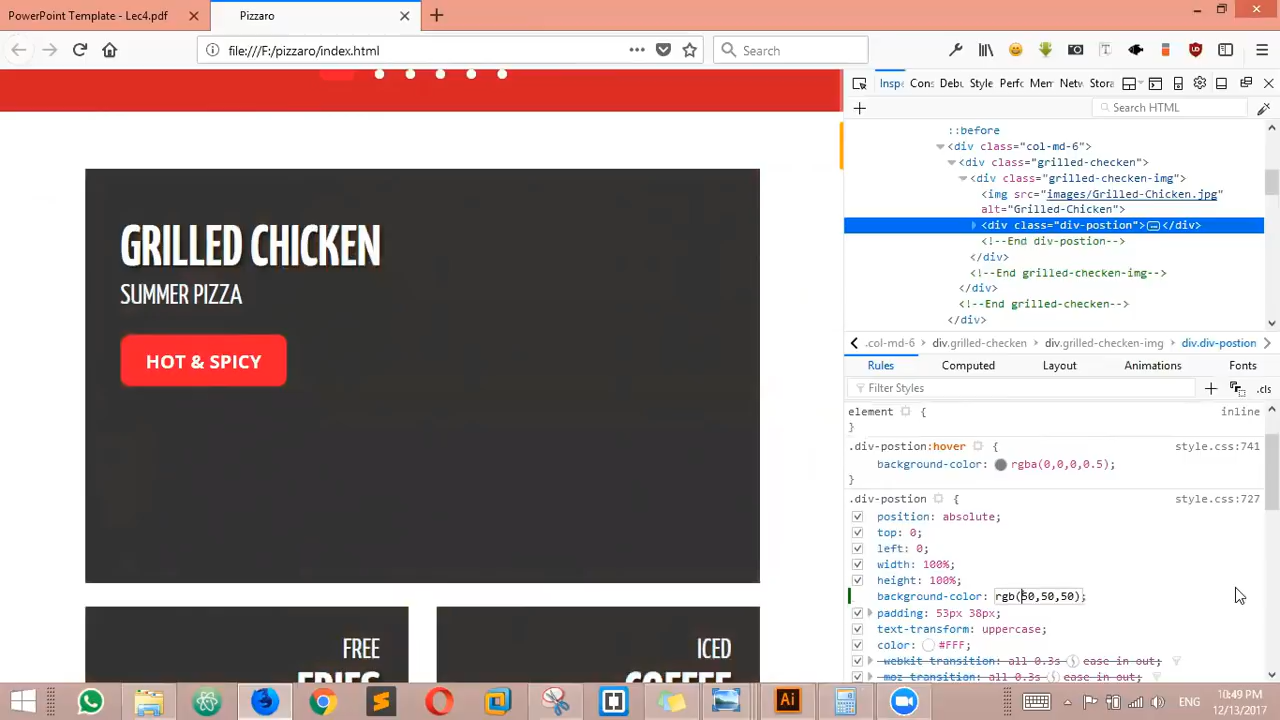 PowerPoint Template - Lec4.pdf
Pizzaro
file:///F:/pizzaro/index.html
Search
Inspe Cons Debu Style Perfc Mem Netw Stora
Search HTML
::before
<div class="col-md-6">
<div class="grilled-checken">
<div class="grilled-checken-img">
<img src="images/Grilled-Chicken.jpg"
alt="Grilled-Chicken">
<div class="div-postion"></div>
<!--End div-postion-->
</div>
<!--End grilled-checken-img-->
</div>
<!--End grilled-checken-->
</div>
.col-md-6 div.grilled-checken div.grilled-checken-img div.div-postion
Rules Computed Layout Animations Fonts
Filter Styles .cls
element { inline
}
.div-postion:hover { style.css:741
background-color: rgba(0,0,0,0.5);
}
.div-postion { style.css:727
position: absolute;
top: 0;
left: 0;
width: 100%;
height: 100%;
background-color: rgb(50,50,50);
padding: 53px 38px;
text-transform: uppercase;
color: #FFF;
-webkit-transition: all 0.3s ease-in-out;
-moz-transition: all 0.3s ease-in-out;
GRILLED CHICKEN
SUMMER PIZZA
HOT & SPICY
FREE
FRIES
ICED
COFFEE
Ai
ENG
10:49 PM
12/13/2017